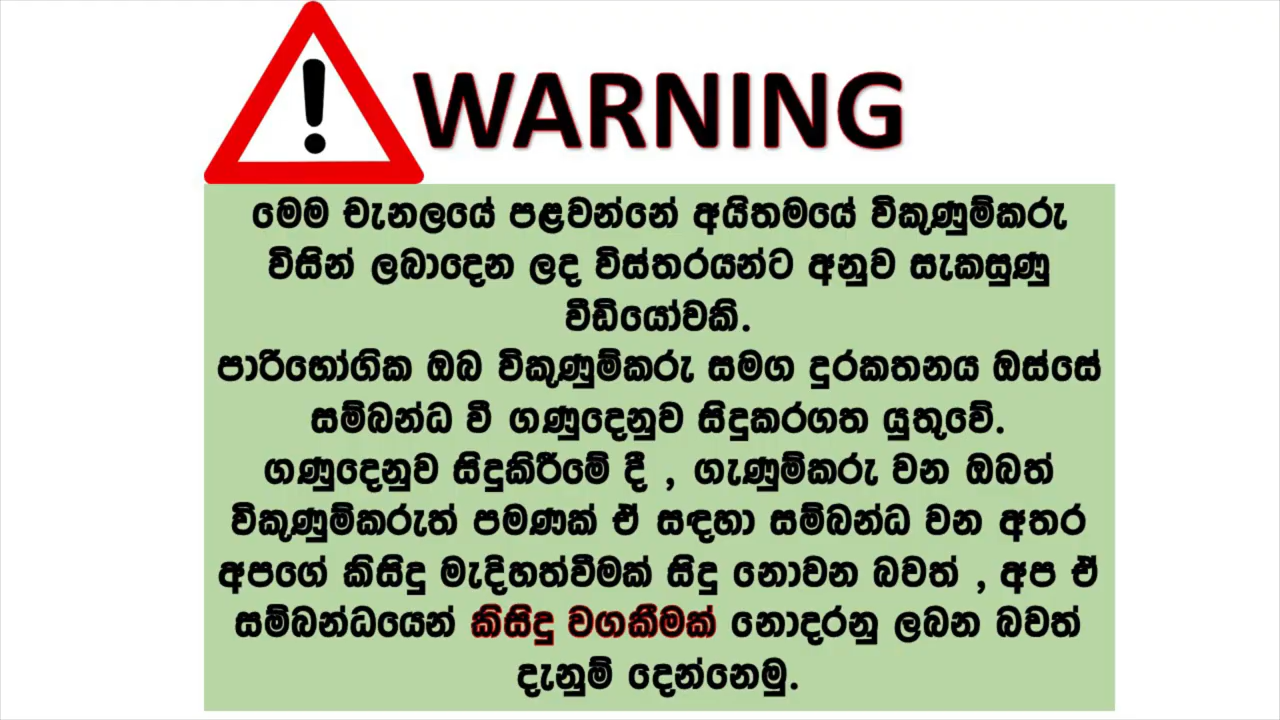 WARNING
මෙම චැනලයේ පළවන්නේ අයිතමයේ විකුණුම්කරු
විසින් ලබාදෙන ලද විස්තරයන්ට අනුව සැකසුණු
වීඩියෝවකි.
පාරිභෝගික ඔබ විකුණුම්කරු සමග දුරකතනය ඔස්සේ
සම්බන්ධ වී ගණුදෙනුව සිදුකරගත යුතුවේ.
ගණුදෙනුව සිදුකිරීමේ දී , ගැණුම්කරු වන ඔබත්
විකුණුම්කරුත් පමණක් ඒ සඳහා සම්බන්ධ වන අතර
අපගේ කිසිදු මැදිහත්වීමක් සිදු නොවන බවත් , අප ඒ
සම්බන්ධයෙන් කිසිදු වගකීමක් නොදරනු ලබන බවත්
දැනුම් දෙන්නෙමු.